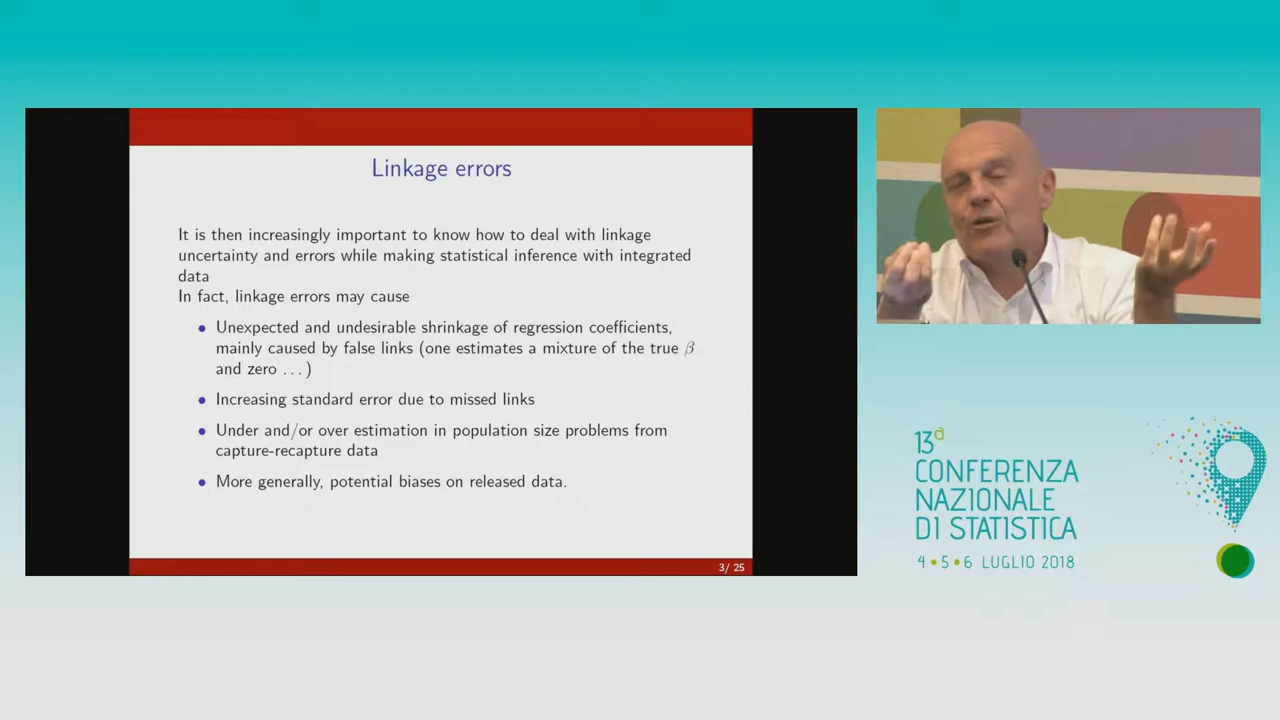 Linkage errors
It is then increasingly important to know how to deal with linkage
uncertainty and errors while making statistical inference with integrated
data
In fact, linkage errors may cause
• Unexpected and undesirable shrinkage of regression coefficients,
mainly caused by false links (one estimates a mixture of the true β
and zero ...)
• Increasing standard error due to missed links
• Under and/or over estimation in population size problems from
capture-recapture data
• More generally, potential biases on released data.
3/ 25
13a
CONFERENZA
NAZIONALE
DI STATISTICA
4 • 5 • 6 LUGLIO 2018